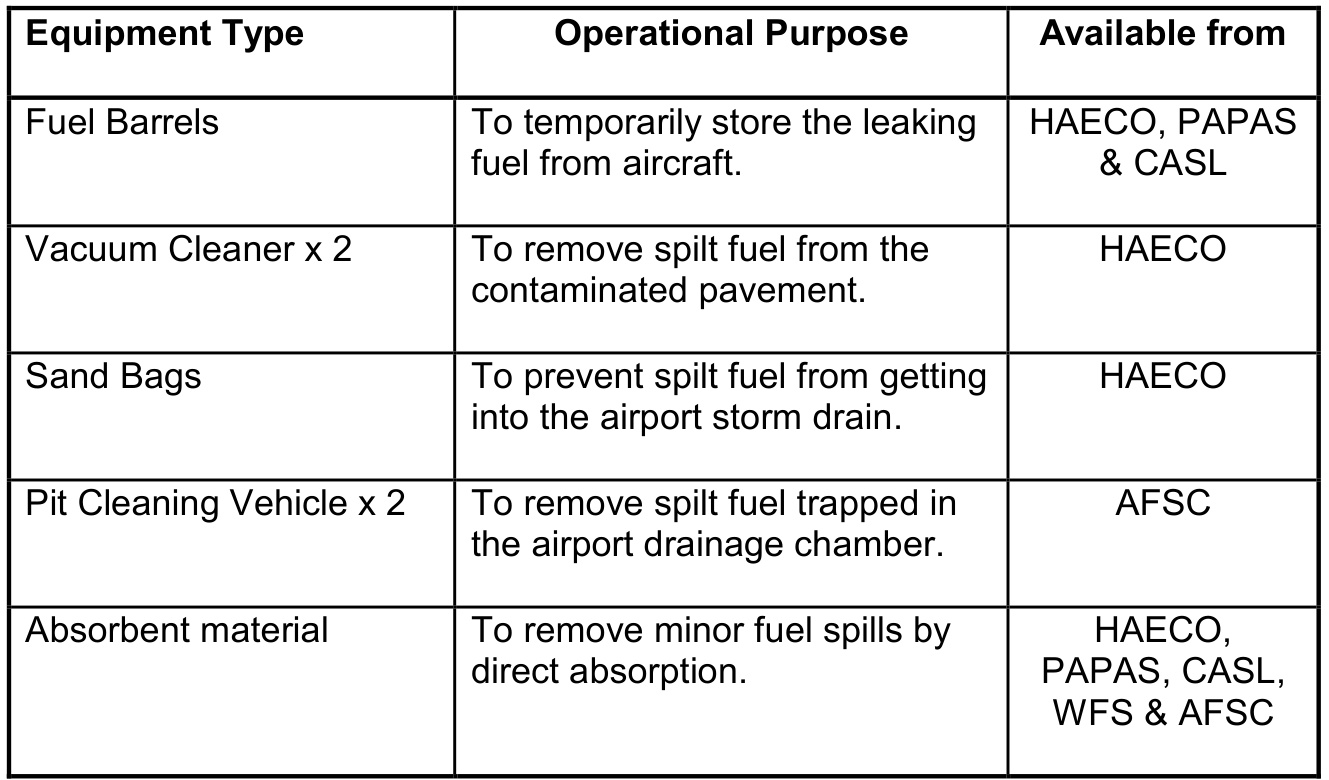 Equipment Type
Operational Purpose
Available from
Fuel Barrels
To temporarily store the leaking
fuel from aircraft.
HAECO, PAPAS
& CASL
Vacuum Cleaner x 2
To remove spilt fuel from the
contaminated pavement.
HAECO
Sand Bags
To prevent spilt fuel from getting
into the airport storm drain.
HAECO
Pit Cleaning Vehicle x 2
To remove spilt fuel trapped in
the airport drainage chamber.
AFSC
Absorbent material
To remove minor fuel spills by
direct absorption.
HAECO,
PAPAS, CASL,
WFS & AFSC